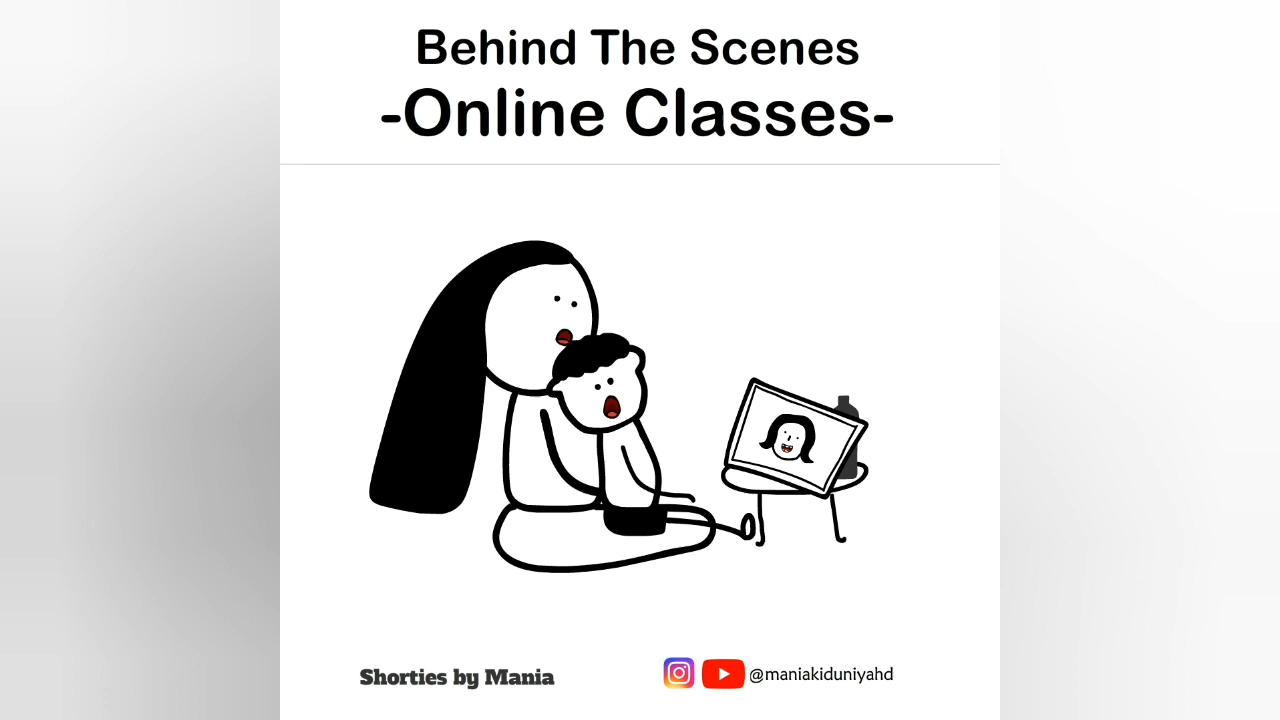 Behind The Scenes
-Online Classes-
Shorties by Mania
@maniakiduniyahd